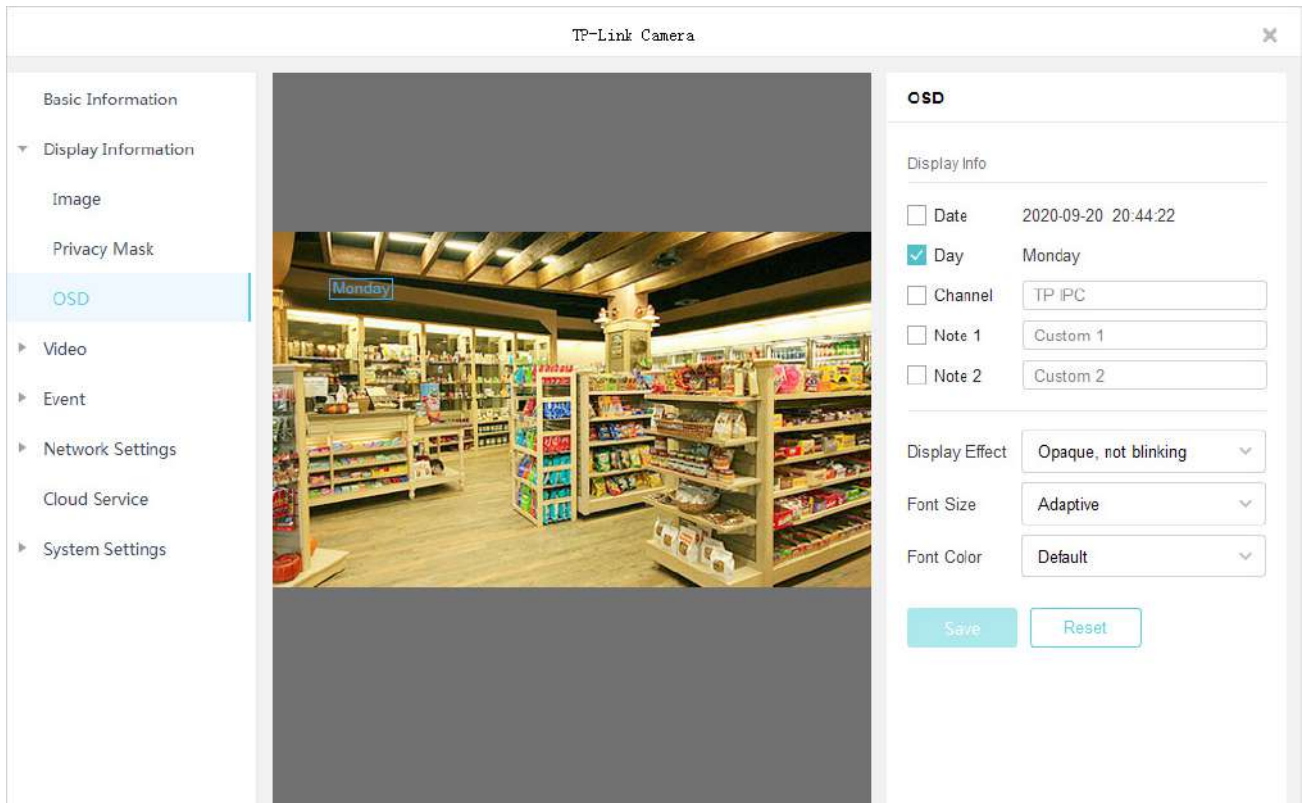 TP-Link Camera
Basic Information
Display Information
Image
Privacy Mask
OSD
Video
Event
Network Settings
Cloud Service
System Settings
Monday
OSD
Display Info
Date 2020-09-20 20:44:22
Day Monday
Channel TP IPC
Note 1 Custom 1
Note 2 Custom 2
Display Effect Opaque, not blinking
Font Size Adaptive
Font Color Default
Save Reset